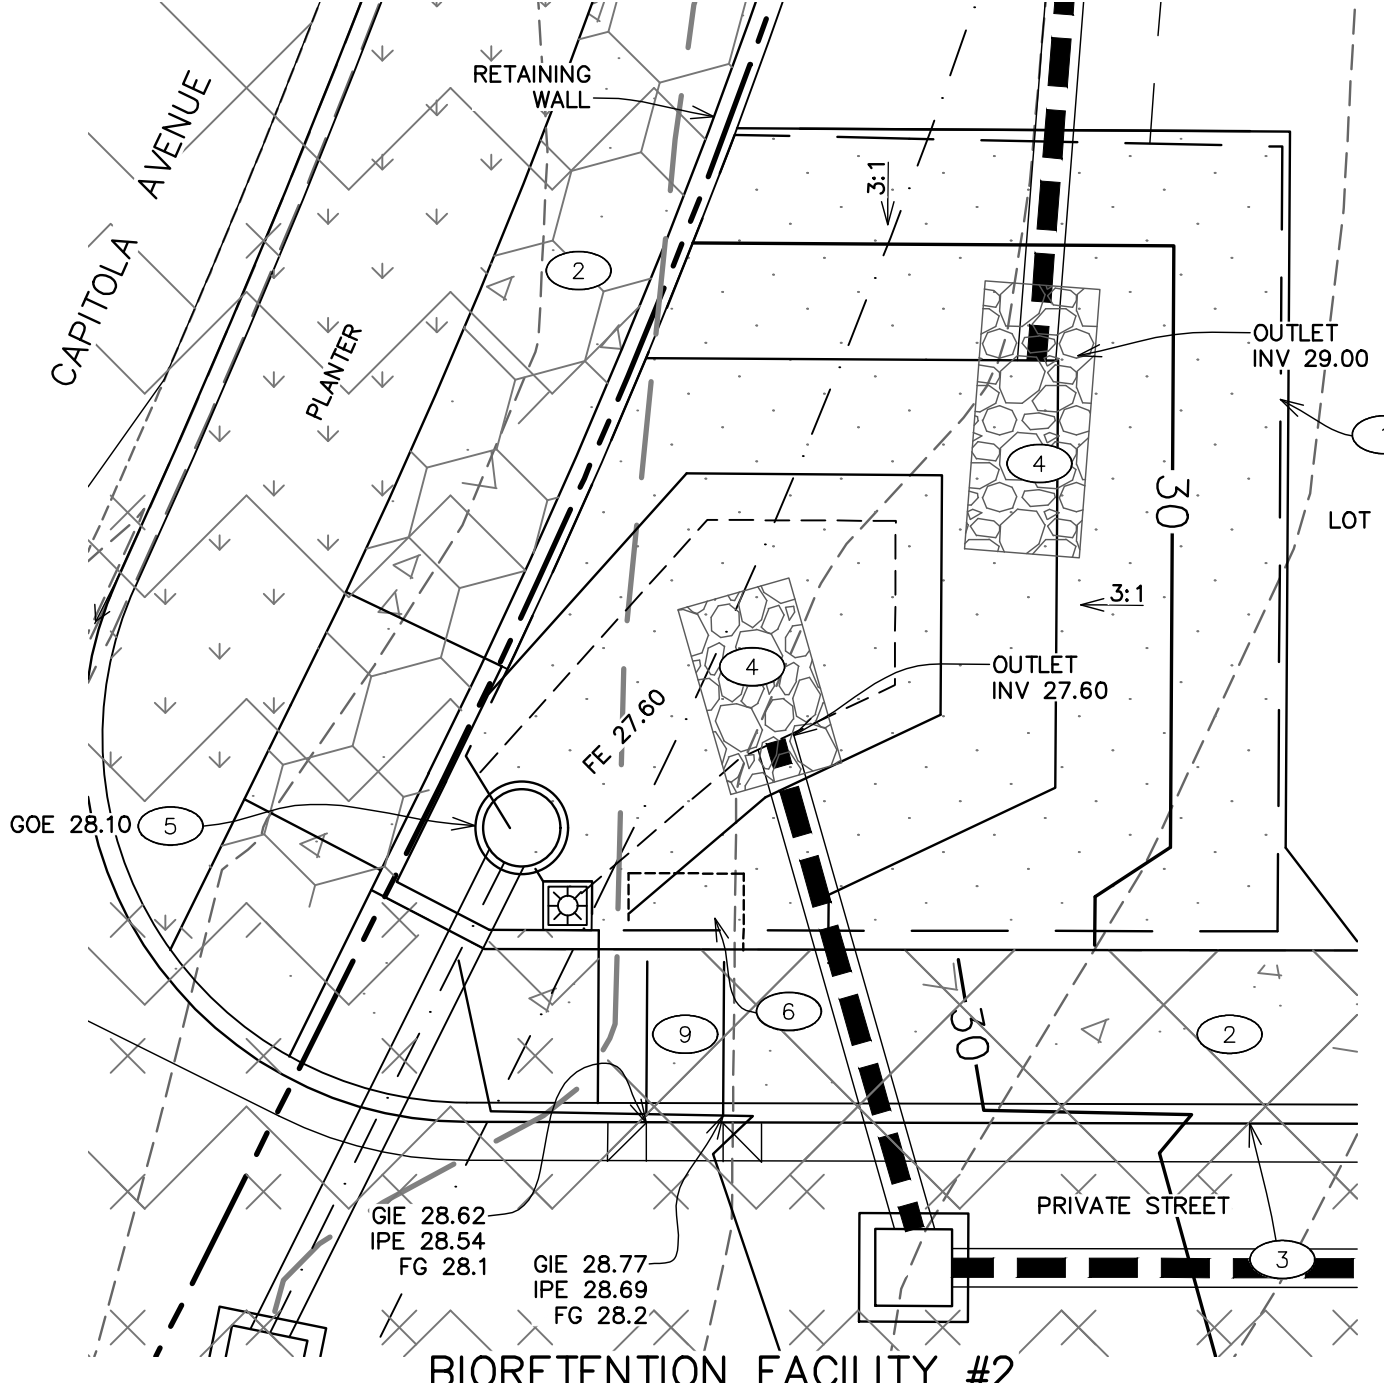 RETAINING
WALL
CAPITOLA AVENUE
3:1
2
PLANTER
OUTLET
INV 29.00
4
30
LOT
3:1
4
OUTLET
INV 27.60
FE 27.60
GOE 28.10
5
6
9
30
2
PRIVATE STREET
GIE 28.62
IPE 28.54
FG 28.1
GIE 28.77
IPE 28.69
FG 28.2
3
BIORETENTION FACILITY #2